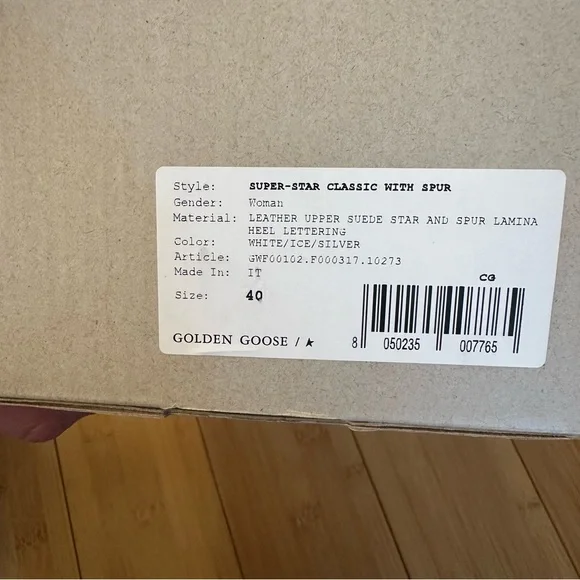 Style: SUPER-STAR CLASSIC WITH SPUR
Gender: Woman
Material: LEATHER UPPER SUEDE STAR AND SPUR LAMINA
HEEL LETTERING
Color: WHITE/ICE/SILVER
Article: GWF00102.F000317.10273
Made In: IT
CG
Size: 40
GOLDEN GOOSE / ★
8 050235 007765